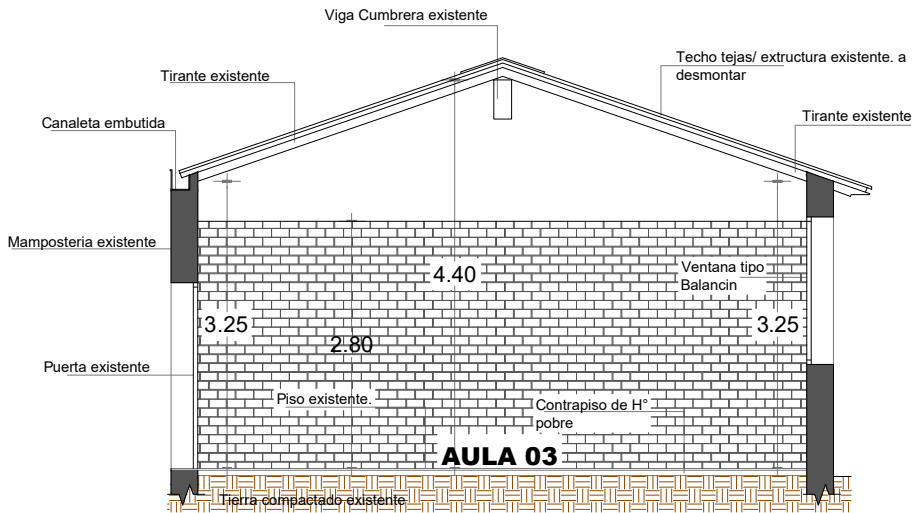 Viga Cumbrera existente
Techo tejas/ extructura existente. a
desmontar
Tirante existente
Tirante existente
Canaleta embutida
Mamposteria existente
Ventana tipo
Balancin
4.40
3.25
3.25
2.80
Puerta existente
Piso existente.
Contrapiso de H°
pobre
AULA 03
Tierra compactado existente